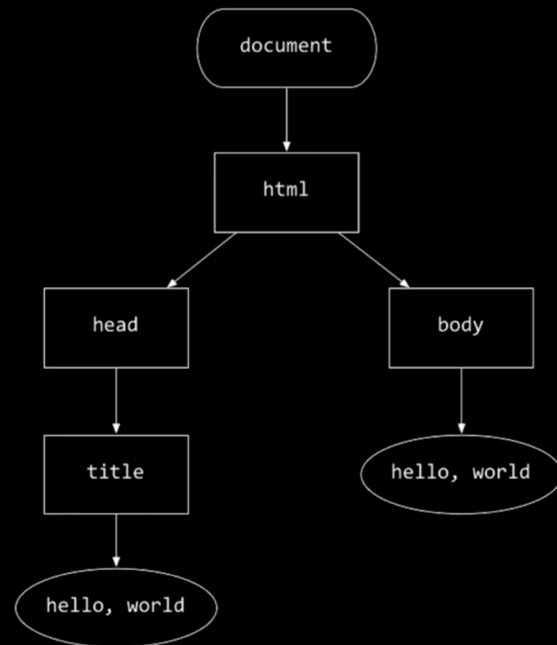 document
html
head
body
title
hello, world
hello, world